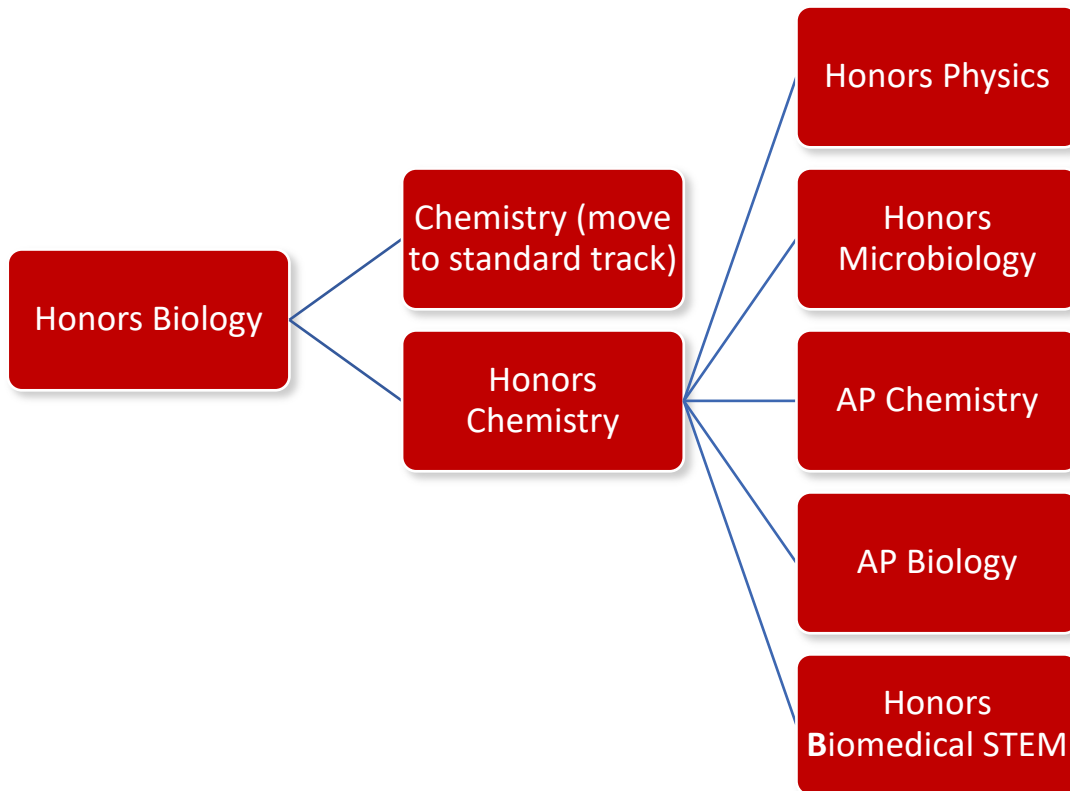 Honors Biology
Chemistry (move
to standard track)
Honors
Chemistry
Honors Physics
Honors
Microbiology
AP Chemistry
AP Biology
Honors
Biomedical STEM